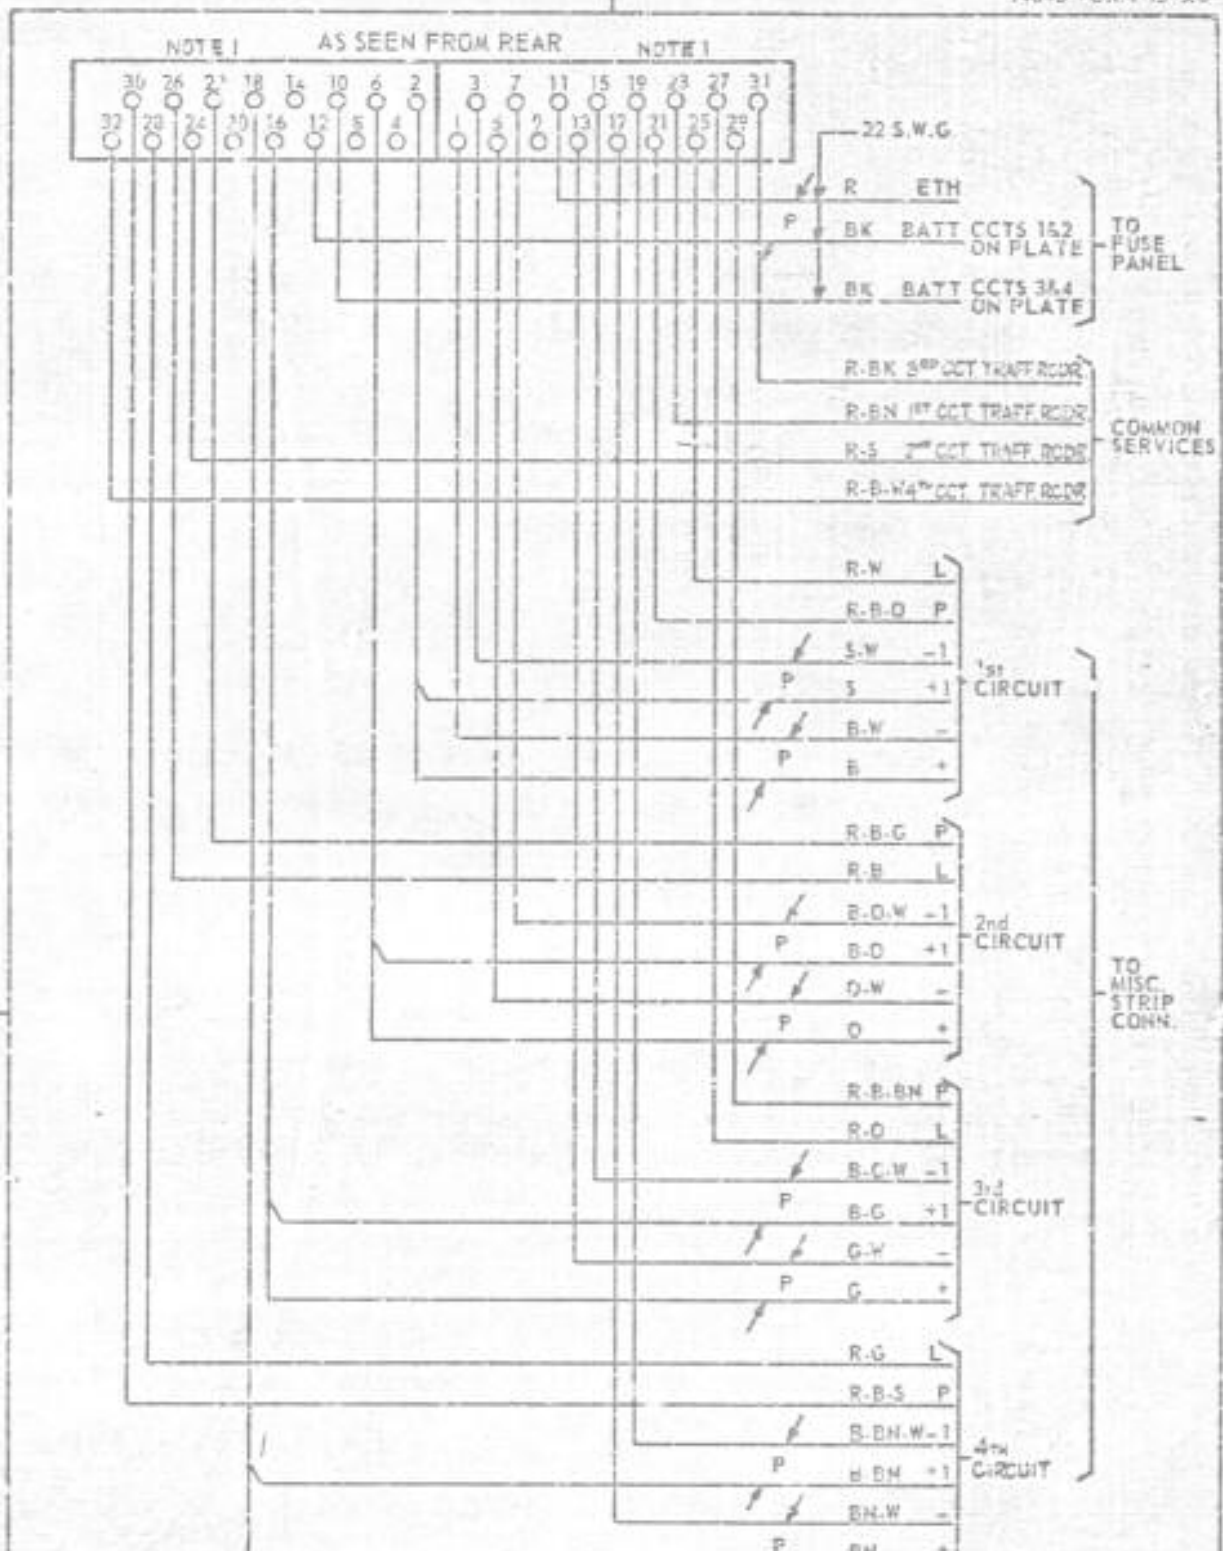 NOTE 1 AS SEEN FROM REAR NOTE 1
30 26 18 14 10 6 2 3 7 11 15 19 23 27 31
32 28 24 20 16 12 8 4 1 5 9 13 17 21 25 29
22 S.W.G.
R ETH
P BK BATT CCTS 1&2
ON PLATE
BK BATT CCTS 3&4
ON PLATE
TO
FUSE
PANEL
R-BK 3RD CCT. TRAFF. RCDR
R-BN 1ST CCT. TRAFF. RCDR
R-S 2ND CCT. TRAFF. RCDR
R-B-W 4TH CCT. TRAFF. RCDR
COMMON
SERVICES
R-W L
R-B-O P
S-W -1
P S +1
B-W -
P B +
1ST
CIRCUIT
R-B-G P
R-B L
B-O-W -1
P B-O +1
O-W -
P O +
2nd
CIRCUIT
TO
MISC.
STRIP
CONN.
R-B-BN P
R-O L
B-G-W -1
P B-G +1
G-W -
P G +
3rd
CIRCUIT
R-G L
R-B-S P
B-BN-W -1
P B-BN +1
BN-W -
P BN +
4TH
CIRCUIT